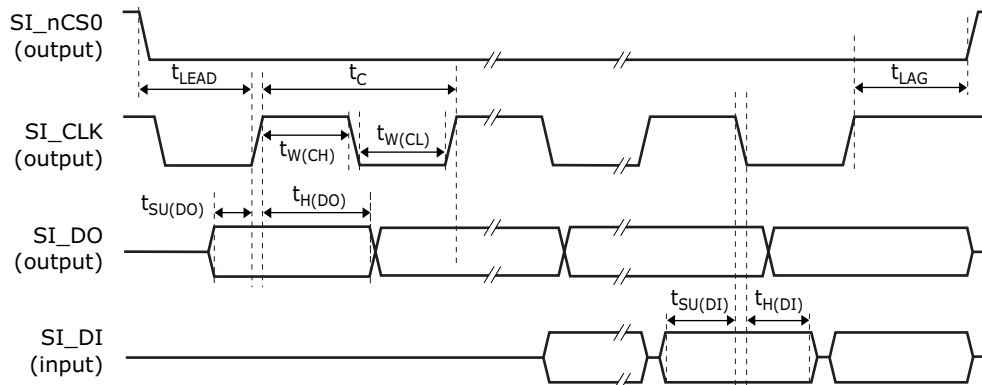 SI_nCS0
(output)
tLEAD
tC
tLAG
SI_CLK
(output)
tW(CH)
tW(CL)
tSU(DO)
tH(DO)
SI_DO
(output)
tSU(DI)
tH(DI)
SI_DI
(input)